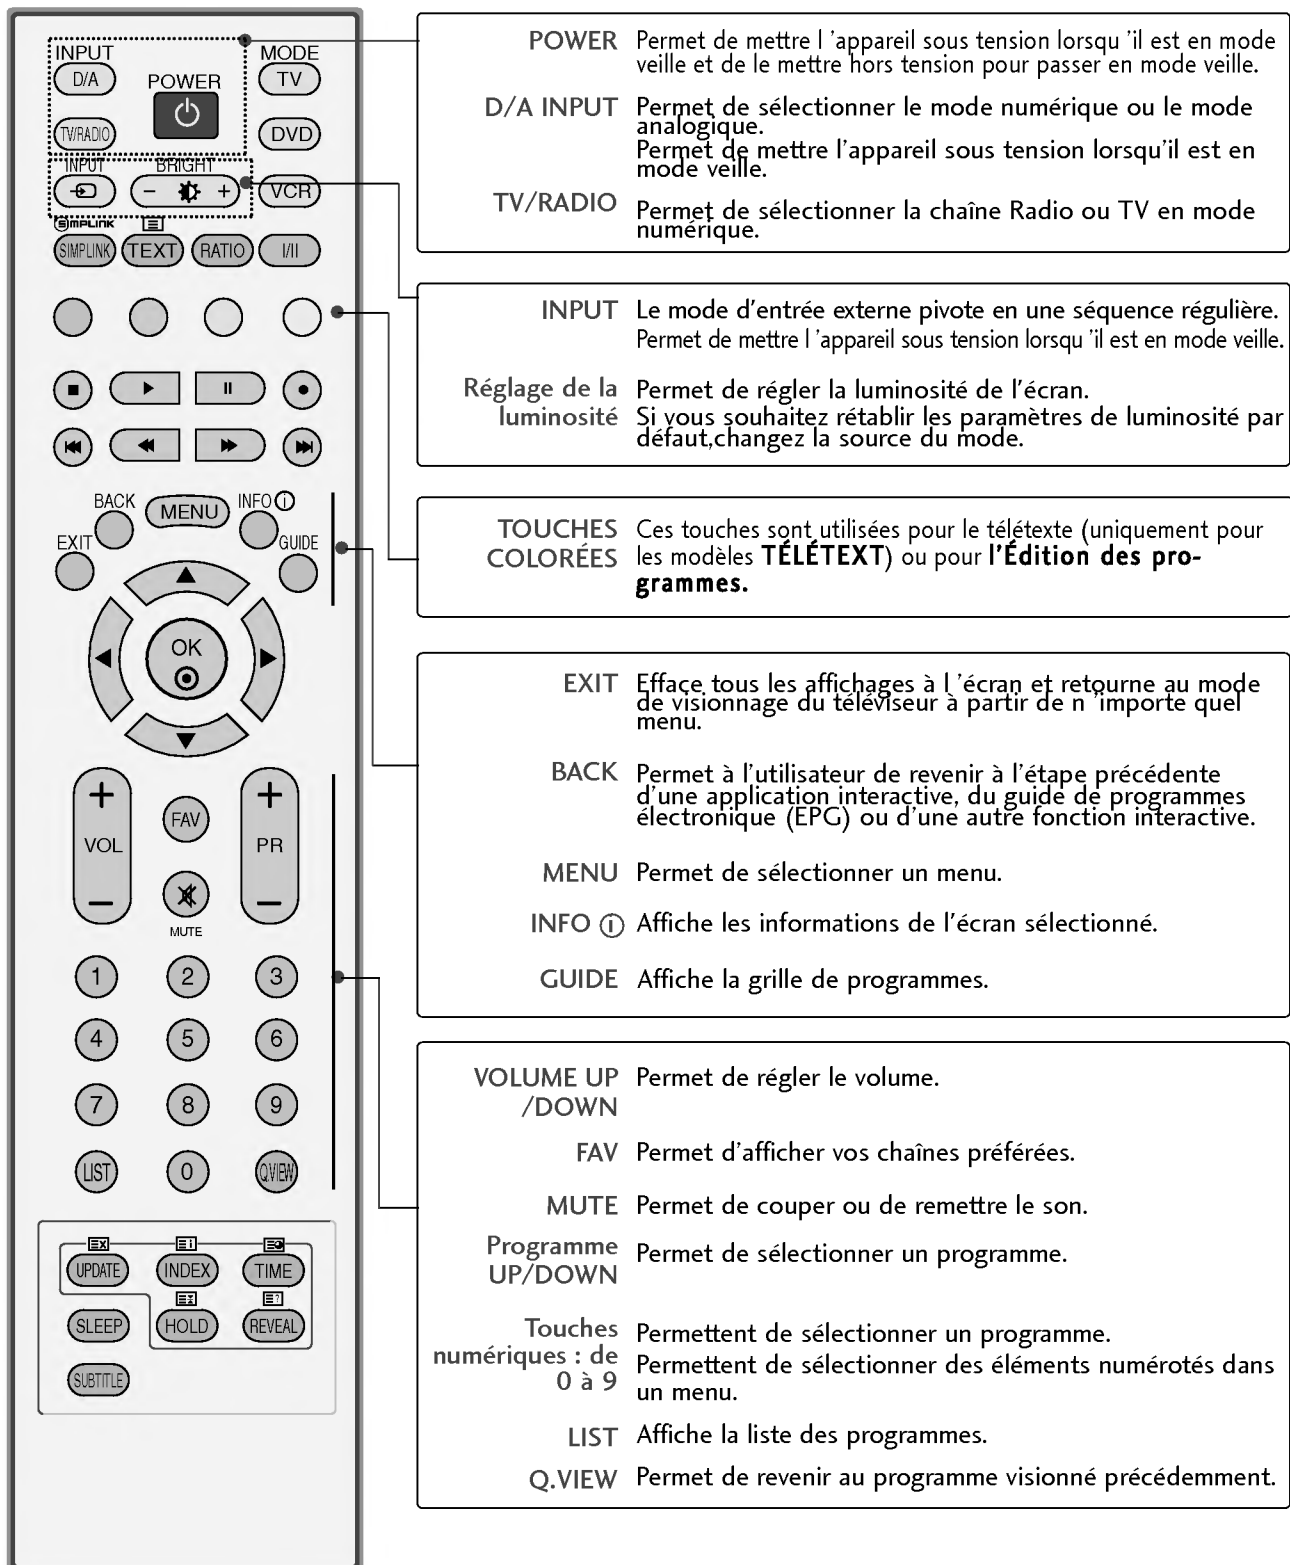 INPUT
MODE
D/A
POWER
TV
TV/RADIO
DVD
INPUT
BRIGHT
- +
VCR
SIMPLINK
SIMPLINK
TEXT
RATIO
I/II
BACK
MENU
INFO i
EXIT
GUIDE
OK
+
+
FAV
VOL
PR
-
-
MUTE
1
2
3
4
5
6
7
8
9
LIST
0
Q.VIEW
UPDATE
INDEX
TIME
SLEEP
HOLD
REVEAL
SUBTITLE
POWER Permet de mettre l 'appareil sous tension lorsqu 'il est en mode
veille et de le mettre hors tension pour passer en mode veille.
D/A INPUT Permet de sélectionner le mode numérique ou le mode
analogique.
Permet de mettre l'appareil sous tension lorsqu'il est en
mode veille.
TV/RADIO Permet de sélectionner la chaîne Radio ou TV en mode
numérique.
INPUT Le mode d'entrée externe pivote en une séquence régulière.
Permet de mettre l 'appareil sous tension lorsqu 'il est en mode veille.
Réglage de la Permet de régler la luminosité de l'écran.
luminosité Si vous souhaitez rétablir les paramètres de luminosité par
défaut,changez la source du mode.
TOUCHES Ces touches sont utilisées pour le télétexte (uniquement pour
COLORÉES les modèles TÉLÉTEXT) ou pour l'Édition des pro-
grammes.
EXIT Efface tous les affichages à l 'écran et retourne au mode
de visionnage du téléviseur à partir de n 'importe quel
menu.
BACK Permet à l'utilisateur de revenir à l'étape précédente
d'une application interactive, du guide de programmes
électronique (EPG) ou d'une autre fonction interactive.
MENU Permet de sélectionner un menu.
INFO i Affiche les informations de l'écran sélectionné.
GUIDE Affiche la grille de programmes.
VOLUME UP Permet de régler le volume.
/DOWN
FAV Permet d'afficher vos chaînes préférées.
MUTE Permet de couper ou de remettre le son.
Programme
UP/DOWN Permet de sélectionner un programme.
Touches Permettent de sélectionner un programme.
numériques : de Permettent de sélectionner des éléments numérotés dans
0 à 9 un menu.
LIST Affiche la liste des programmes.
Q.VIEW Permet de revenir au programme visionné précédemment.